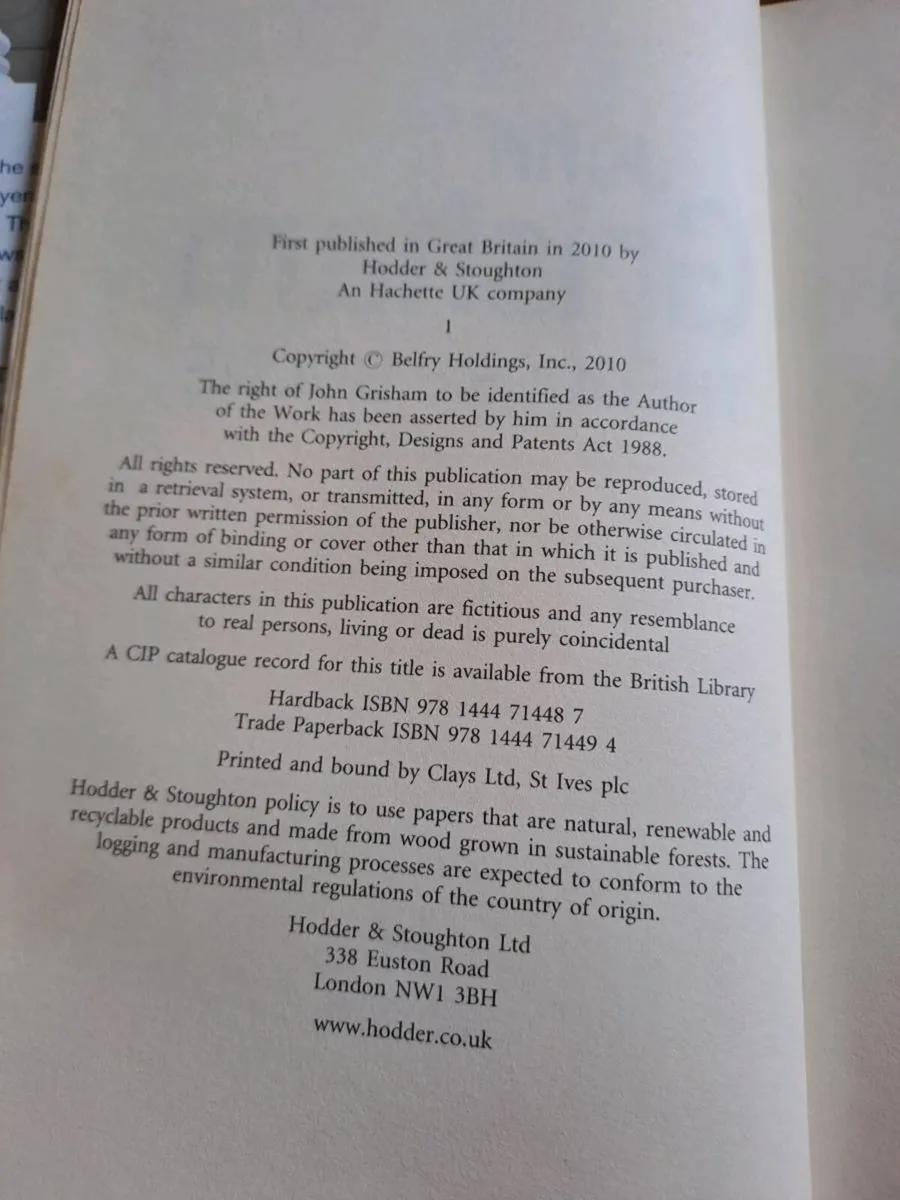 First published in Great Britain in 2010 by
Hodder & Stoughton
An Hachette UK company
1
Copyright © Belfry Holdings, Inc., 2010
The right of John Grisham to be identified as the Author
of the Work has been asserted by him in accordance
with the Copyright, Designs and Patents Act 1988.
All rights reserved. No part of this publication may be reproduced, stored
in a retrieval system, or transmitted, in any form or by any means without
the prior written permission of the publisher, nor be otherwise circulated in
any form of binding or cover other than that in which it is published and
without a similar condition being imposed on the subsequent purchaser.
All characters in this publication are fictitious and any resemblance
to real persons, living or dead is purely coincidental
A CIP catalogue record for this title is available from the British Library
Hardback ISBN 978 1444 71448 7
Trade Paperback ISBN 978 1444 71449 4
Printed and bound by Clays Ltd, St Ives plc
Hodder & Stoughton policy is to use papers that are natural, renewable and
recyclable products and made from wood grown in sustainable forests. The
logging and manufacturing processes are expected to conform to the
environmental regulations of the country of origin.
Hodder & Stoughton Ltd
338 Euston Road
London NW1 3BH
www.hodder.co.uk